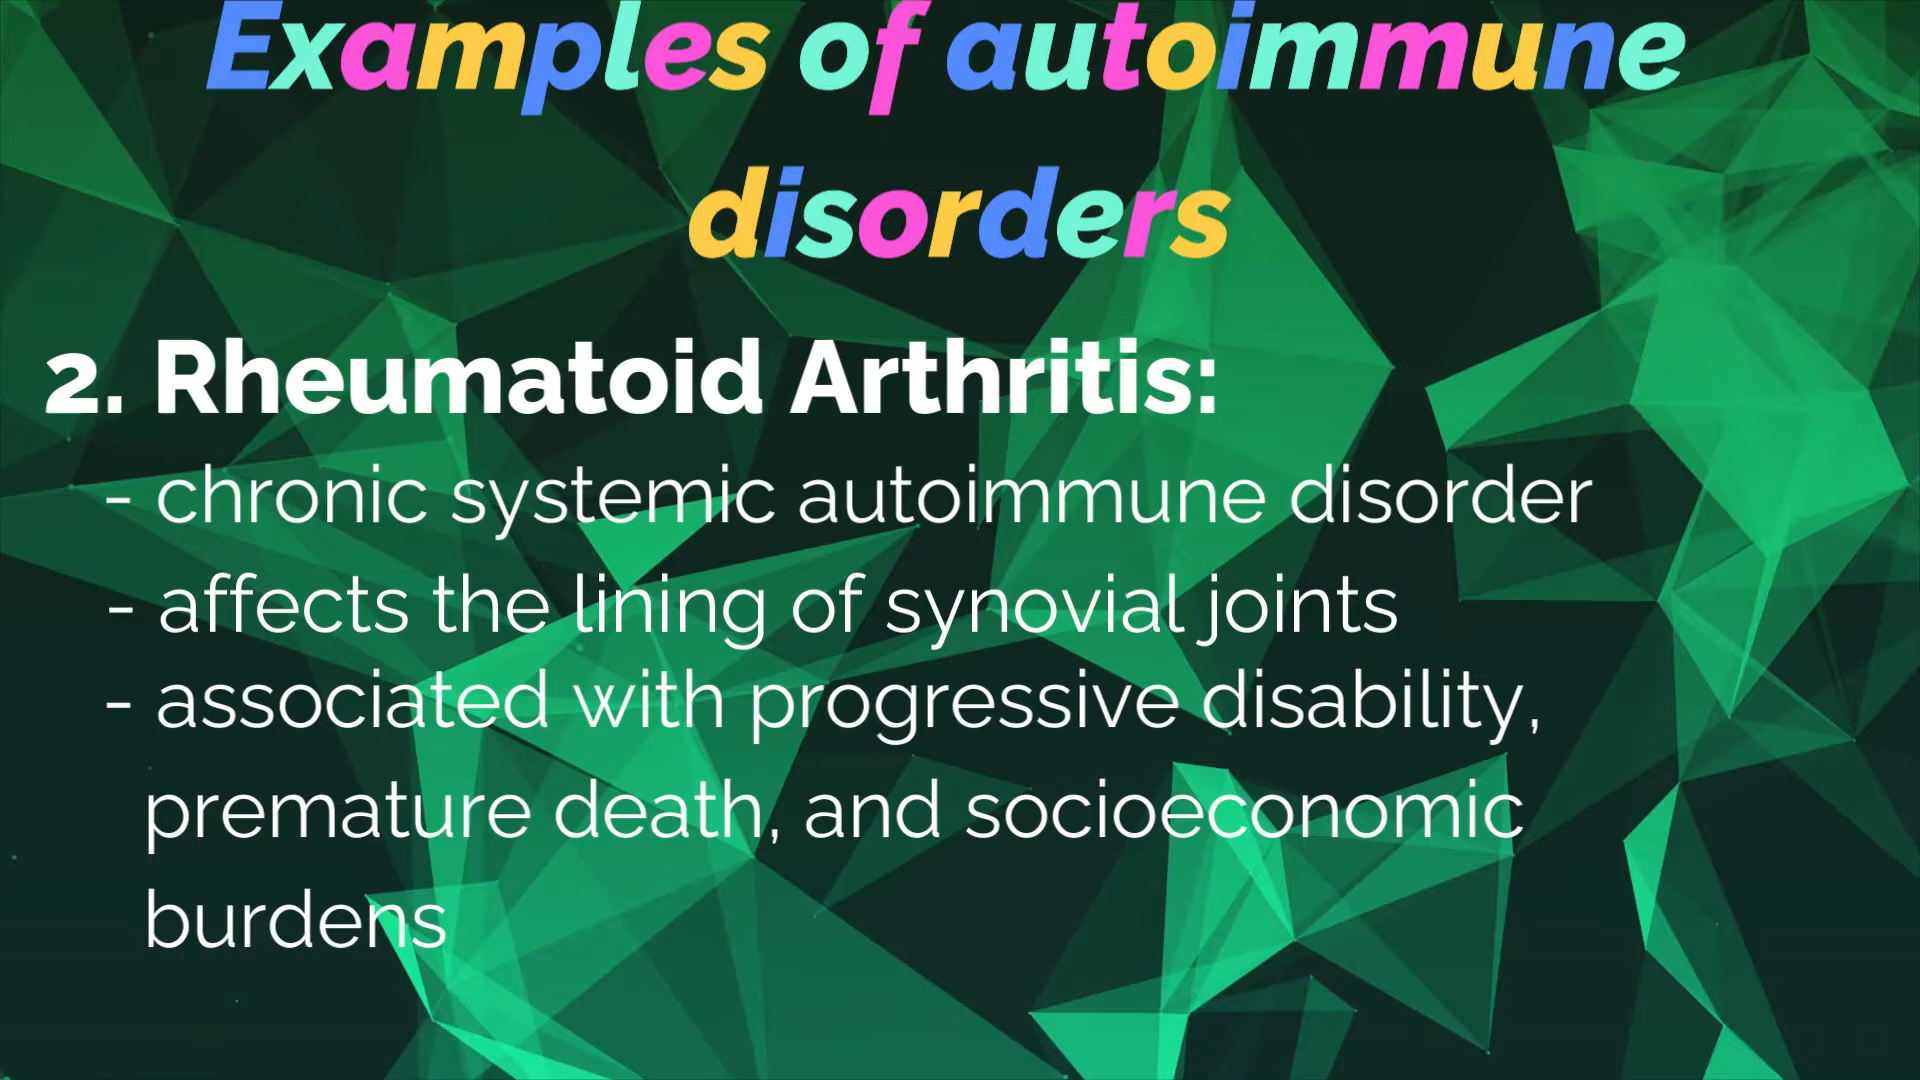 Examples of autoimmune
disorders
2. Rheumatoid Arthritis:
- chronic systemic autoimmune disorder
- affects the lining of synovial joints
- associated with progressive disability,
premature death, and socioeconomic
burdens